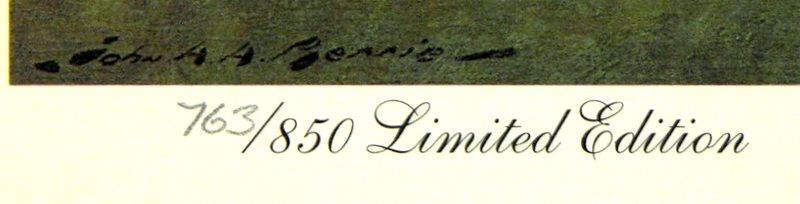 John A. A. Berrie
763/850 Limited Edition